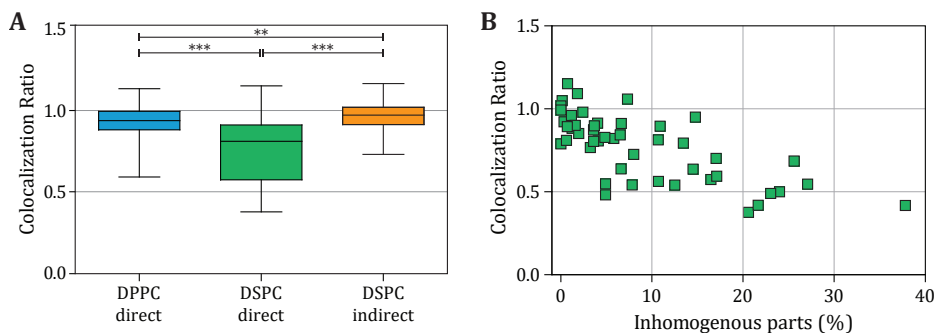 A
Colocalization Ratio
1.5
1.0
0.5
0.0
**
***
***
DPPC
direct
DSPC
direct
DSPC
indirect
B
Colocalization Ratio
1.5
1.0
0.5
0.0
0
10
20
30
40
Inhomogenous parts (%)